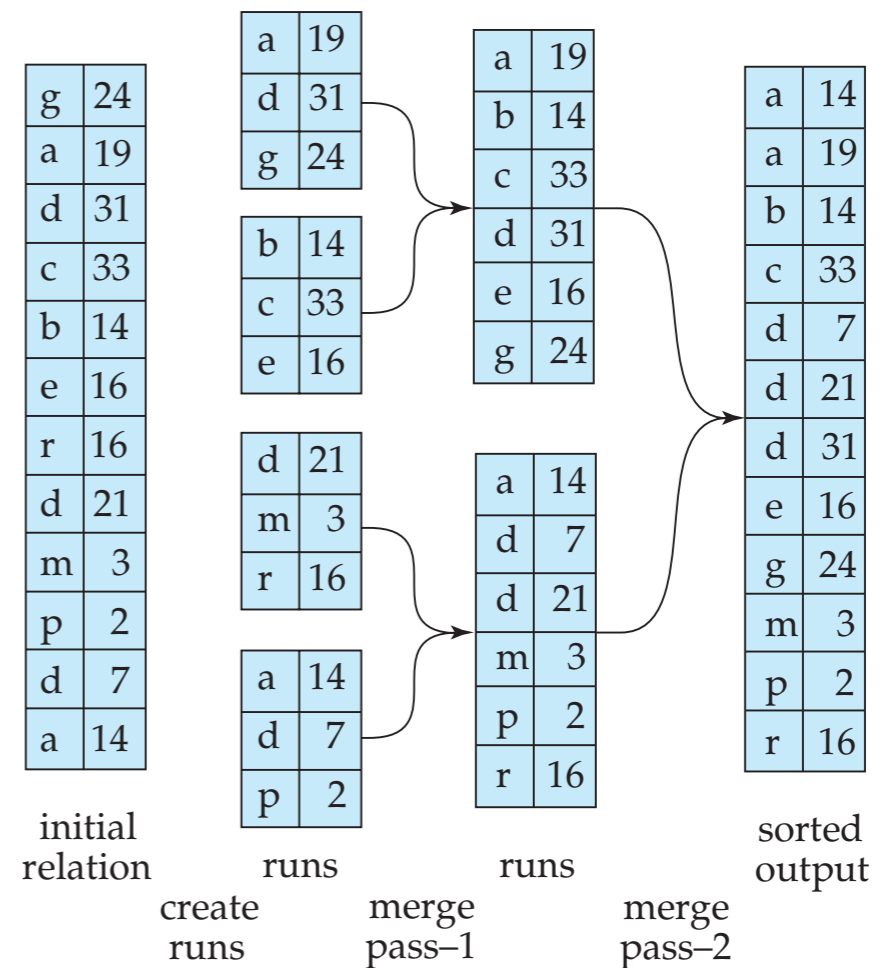 g 24
a 19
d 31
c 33
b 14
e 16
r 16
d 21
m 3
p 2
d 7
a 14
initial
relation
a 19
d 31
g 24
b 14
c 33
e 16
d 21
m 3
r 16
a 14
d 7
p 2
runs
a 19
b 14
c 33
d 31
e 16
g 24
a 14
d 7
d 21
m 3
p 2
r 16
runs
a 14
a 19
b 14
c 33
d 7
d 21
d 31
e 16
g 24
m 3
p 2
r 16
sorted
output
create
runs
merge
pass–1
merge
pass–2